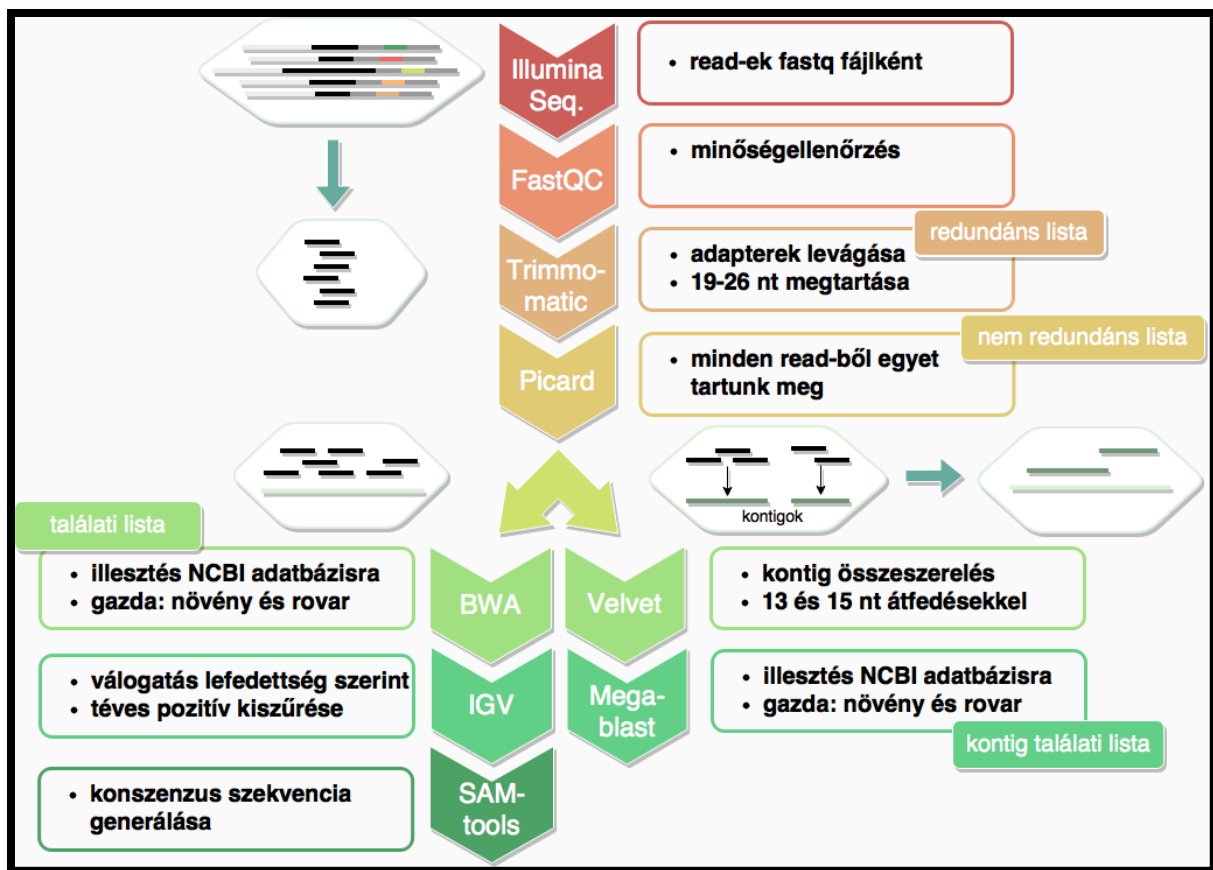 Illumina
Seq.
• read-ek fastq fájlként
FastQC
• minőségellenőrzés
redundáns lista
Trimmo-
matic
• adapterek levágása
• 19-26 nt megtartása
nem redundáns lista
Picard
• minden read-ből egyet
tartunk meg
kontigok
találati lista
• illesztés NCBI adatbázisra
• gazda: növény és rovar
BWA
Velvet
• kontig összeszerelés
• 13 és 15 nt átfedésekkel
• válogatás lefedettség szerint
• téves pozitív kiszűrése
IGV
Mega-
blast
• illesztés NCBI adatbázisra
• gazda: növény és rovar
kontig találati lista
• konszenzus szekvencia
generálása
SAM-
tools